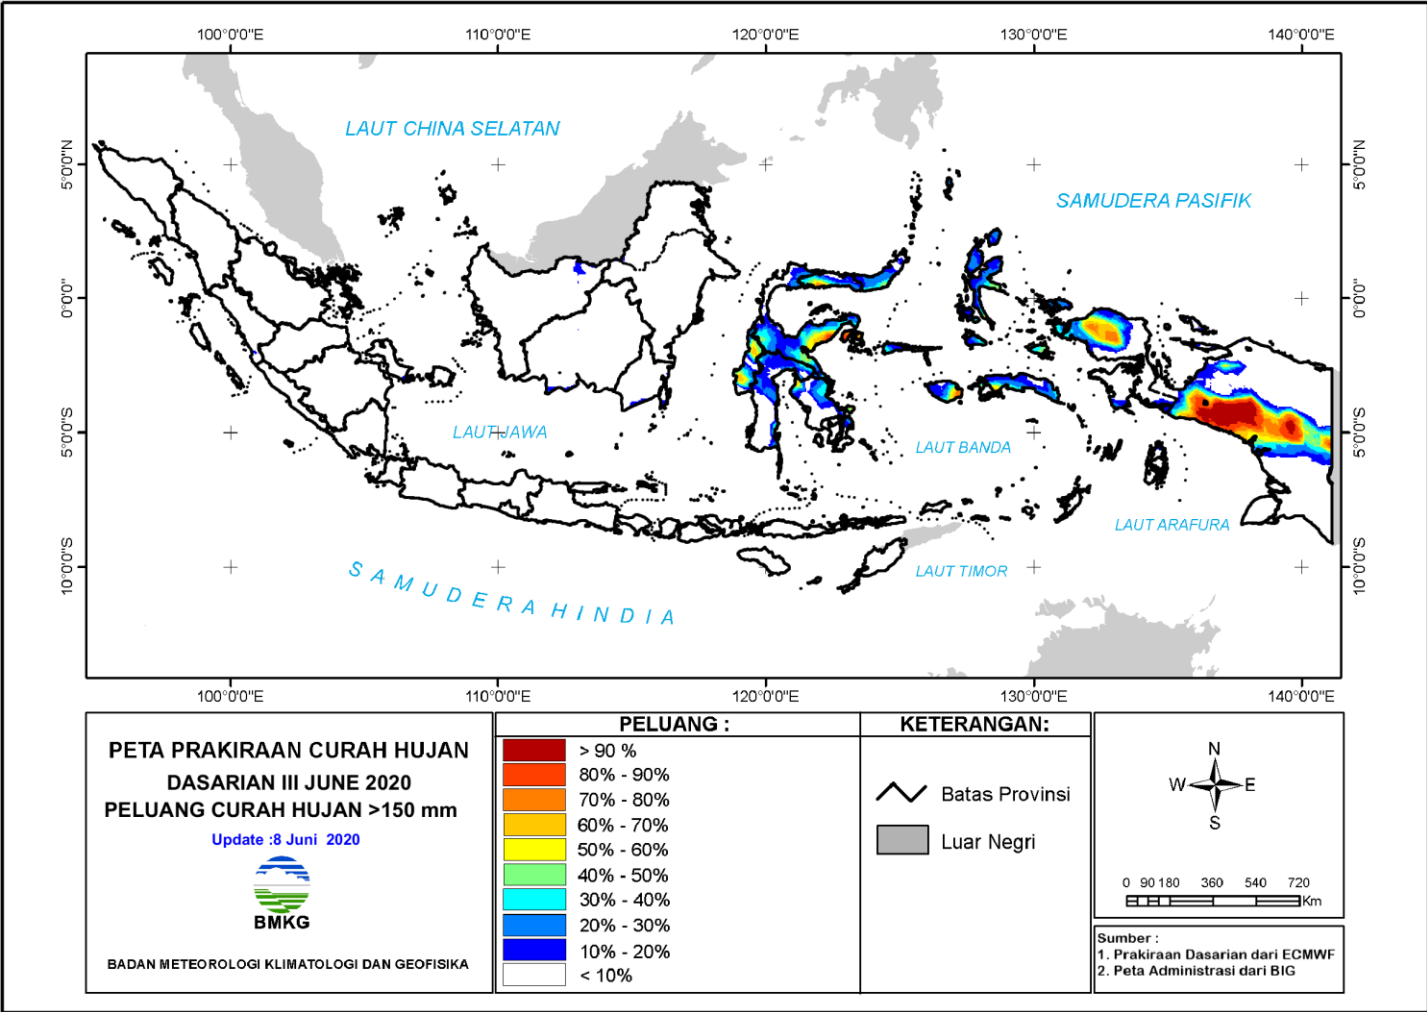 100°0'0"E 110°0'0"E 120°0'0"E 130°0'0"E 140°0'0"E
5°0'0"N 5°0'0"N
0°0'0" 0°0'0"
5°0'0"S 5°0'0"S
10°0'0"S 10°0'0"S
LAUT CHINA SELATAN
SAMUDERA PASIFIK
LAUT JAWA
LAUT BANDA
LAUT ARAFURA
LAUT TIMOR
SAMUDERA HINDIA
100°0'0"E 110°0'0"E 120°0'0"E 130°0'0"E 140°0'0"E
PETA PRAKIRAAN CURAH HUJAN
DASARIAN III JUNE 2020
PELUANG CURAH HUJAN >150 mm
Update :8 Juni 2020
BMKG
BADAN METEOROLOGI KLIMATOLOGI DAN GEOFISIKA
PELUANG :
> 90 %
80% - 90%
70% - 80%
60% - 70%
50% - 60%
40% - 50%
30% - 40%
20% - 30%
10% - 20%
< 10%
KETERANGAN:
Batas Provinsi
Luar Negri
N
W E
S
0 90 180 360 540 720
Km
Sumber :
1. Prakiraan Dasarian dari ECMWF
2. Peta Administrasi dari BIG